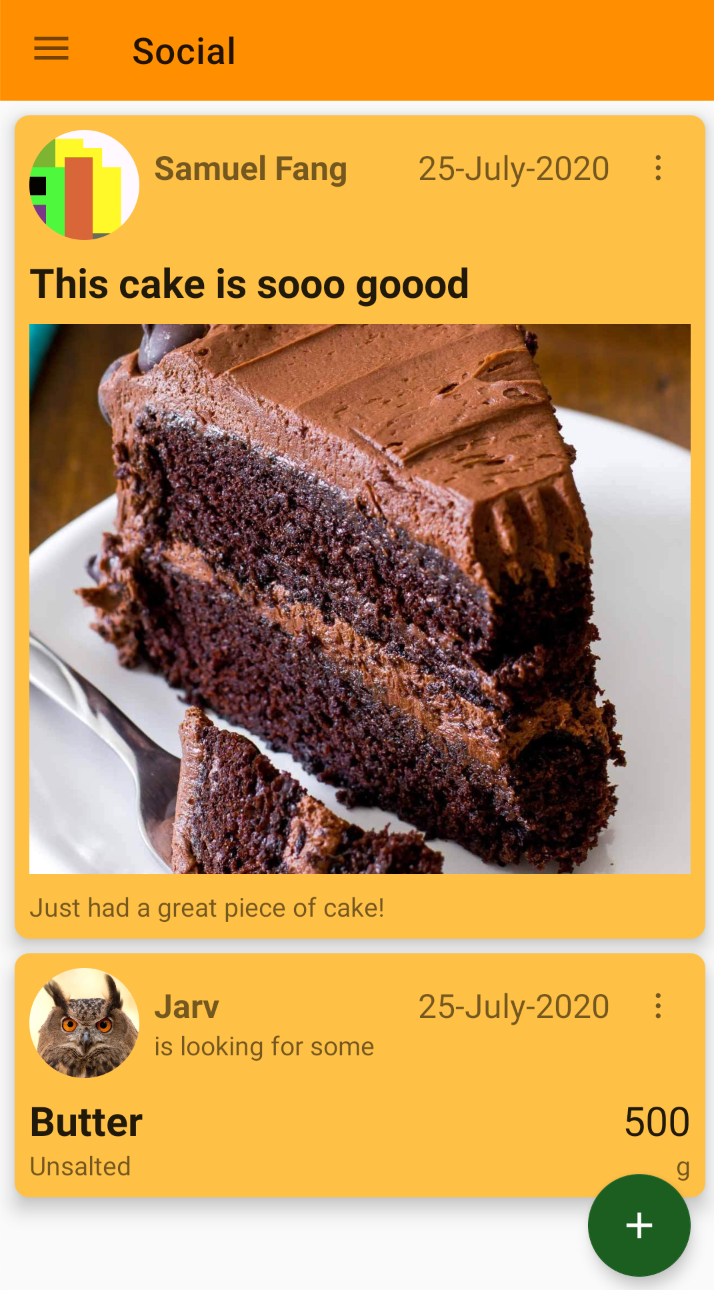 Social
Samuel Fang 25-July-2020
This cake is sooo goood
Just had a great piece of cake!
Jarv 25-July-2020
is looking for some
Butter 500
Unsalted g
+